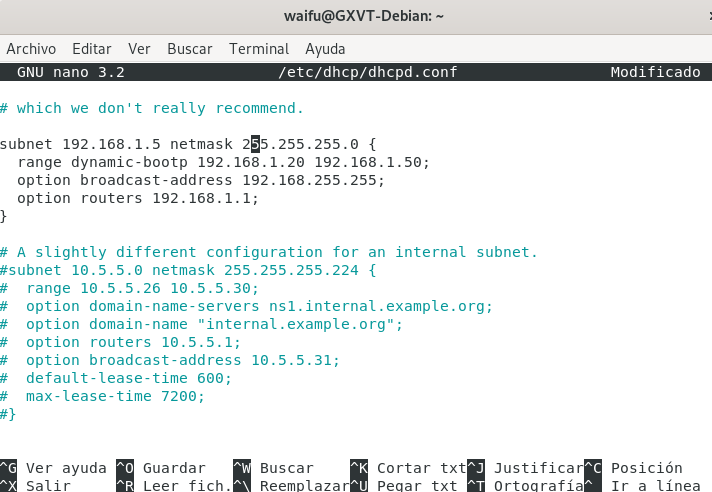 waifu@GXVT-Debian: ~
Archivo Editar Ver Buscar Terminal Ayuda
GNU nano 3.2 /etc/dhcp/dhcpd.conf Modificado
# which we don't really recommend.
subnet 192.168.1.5 netmask 255.255.255.0 {
  range dynamic-bootp 192.168.1.20 192.168.1.50;
  option broadcast-address 192.168.255.255;
  option routers 192.168.1.1;
}
# A slightly different configuration for an internal subnet.
#subnet 10.5.5.0 netmask 255.255.255.224 {
#  range 10.5.5.26 10.5.5.30;
#  option domain-name-servers ns1.internal.example.org;
#  option domain-name "internal.example.org";
#  option routers 10.5.5.1;
#  option broadcast-address 10.5.5.31;
#  default-lease-time 600;
#  max-lease-time 7200;
#}
^G Ver ayuda ^O Guardar ^W Buscar ^K Cortar txt ^J Justificar ^C Posición
^X Salir ^R Leer fich. ^\ Reemplazar ^U Pegar txt ^T Ortografía ^_ Ir a línea